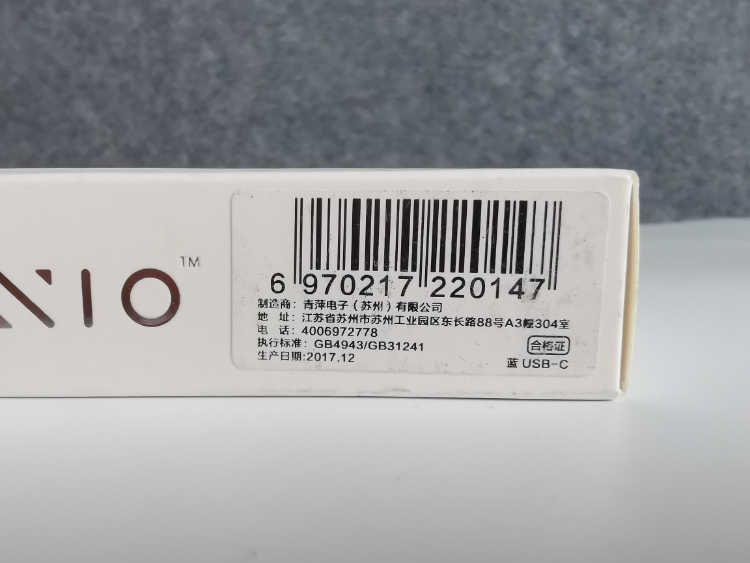 XIO™
6 970217 220147
制造商：青萍电子（苏州）有限公司
地　址：江苏省苏州市苏州工业园区东长路88号A3幢304室
电　话：4006972778
执行标准：GB4943/GB31241
生产日期:2017.12
合格证
蓝 USB-C